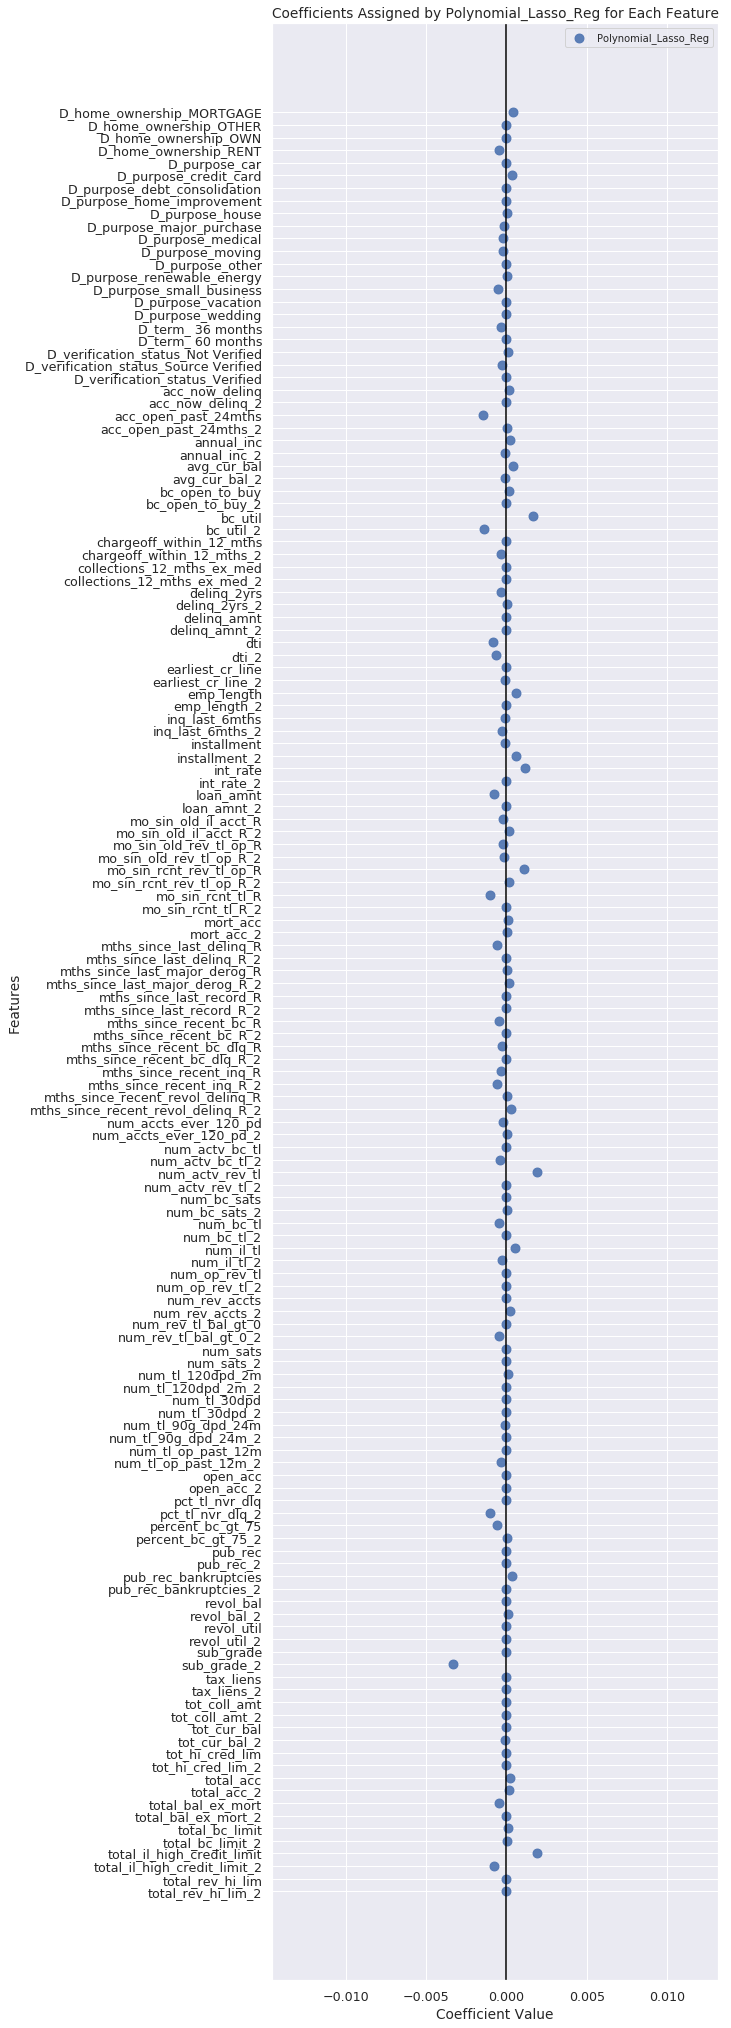 Coefficients Assigned by Polynomial_Lasso_Reg for Each Feature
Polynomial_Lasso_Reg
D_home_ownership_MORTGAGE
D_home_ownership_OTHER
D_home_ownership_OWN
D_home_ownership_RENT
D_purpose_car
D_purpose_credit_card
D_purpose_debt_consolidation
D_purpose_home_improvement
D_purpose_house
D_purpose_major_purchase
D_purpose_medical
D_purpose_moving
D_purpose_other
D_purpose_renewable_energy
D_purpose_small_business
D_purpose_vacation
D_purpose_wedding
D_term_ 36 months
D_term_ 60 months
D_verification_status_Not Verified
D_verification_status_Source Verified
D_verification_status_Verified
acc_now_delinq
acc_now_delinq_2
acc_open_past_24mths
acc_open_past_24mths_2
annual_inc
annual_inc_2
avg_cur_bal
avg_cur_bal_2
bc_open_to_buy
bc_open_to_buy_2
bc_util
bc_util_2
chargeoff_within_12_mths
chargeoff_within_12_mths_2
collections_12_mths_ex_med
collections_12_mths_ex_med_2
delinq_2yrs
delinq_2yrs_2
delinq_amnt
delinq_amnt_2
dti
dti_2
earliest_cr_line
earliest_cr_line_2
emp_length
emp_length_2
inq_last_6mths
inq_last_6mths_2
installment
installment_2
int_rate
int_rate_2
loan_amnt
loan_amnt_2
mo_sin_old_il_acct_R
mo_sin_old_il_acct_R_2
mo_sin_old_rev_tl_op_R
mo_sin_old_rev_tl_op_R_2
mo_sin_rcnt_rev_tl_op_R
mo_sin_rcnt_rev_tl_op_R_2
mo_sin_rcnt_tl_R
mo_sin_rcnt_tl_R_2
mort_acc
mort_acc_2
mths_since_last_delinq_R
mths_since_last_delinq_R_2
mths_since_last_major_derog_R
mths_since_last_major_derog_R_2
mths_since_last_record_R
mths_since_last_record_R_2
mths_since_recent_bc_R
mths_since_recent_bc_R_2
mths_since_recent_bc_dlq_R
mths_since_recent_bc_dlq_R_2
mths_since_recent_inq_R
mths_since_recent_inq_R_2
mths_since_recent_revol_delinq_R
mths_since_recent_revol_delinq_R_2
num_accts_ever_120_pd
num_accts_ever_120_pd_2
num_actv_bc_tl
num_actv_bc_tl_2
num_actv_rev_tl
num_actv_rev_tl_2
num_bc_sats
num_bc_sats_2
num_bc_tl
num_bc_tl_2
num_il_tl
num_il_tl_2
num_op_rev_tl
num_op_rev_tl_2
num_rev_accts
num_rev_accts_2
num_rev_tl_bal_gt_0
num_rev_tl_bal_gt_0_2
num_sats
num_sats_2
num_tl_120dpd_2m
num_tl_120dpd_2m_2
num_tl_30dpd
num_tl_30dpd_2
num_tl_90g_dpd_24m
num_tl_90g_dpd_24m_2
num_tl_op_past_12m
num_tl_op_past_12m_2
open_acc
open_acc_2
pct_tl_nvr_dlq
pct_tl_nvr_dlq_2
percent_bc_gt_75
percent_bc_gt_75_2
pub_rec
pub_rec_2
pub_rec_bankruptcies
pub_rec_bankruptcies_2
revol_bal
revol_bal_2
revol_util
revol_util_2
sub_grade
sub_grade_2
tax_liens
tax_liens_2
tot_coll_amt
tot_coll_amt_2
tot_cur_bal
tot_cur_bal_2
tot_hi_cred_lim
tot_hi_cred_lim_2
total_acc
total_acc_2
total_bal_ex_mort
total_bal_ex_mort_2
total_bc_limit
total_bc_limit_2
total_il_high_credit_limit
total_il_high_credit_limit_2
total_rev_hi_lim
total_rev_hi_lim_2
Features
−0.010 −0.005 0.000 0.005 0.010
Coefficient Value